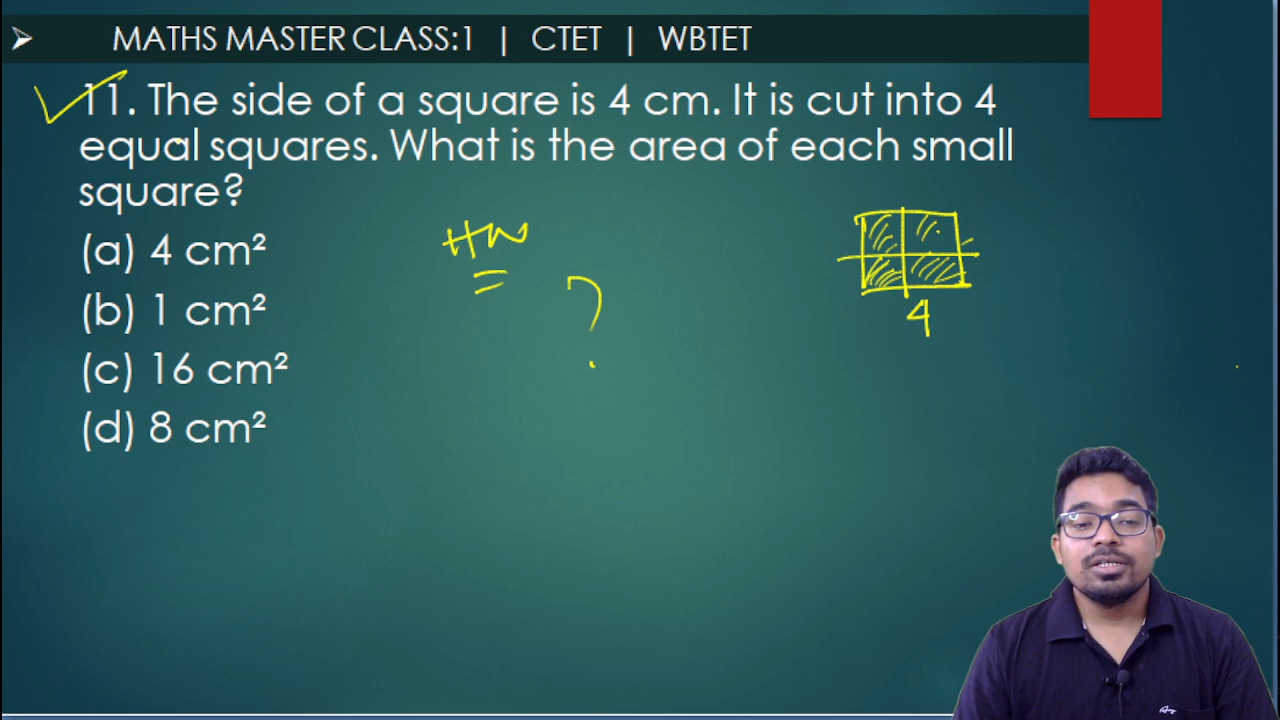 MATHS MASTER CLASS:1 | CTET | WBTET
11. The side of a square is 4 cm. It is cut into 4
equal squares. What is the area of each small
square?
(a) 4 cm²
(b) 1 cm²
(c) 16 cm²
(d) 8 cm²
HW
?
4